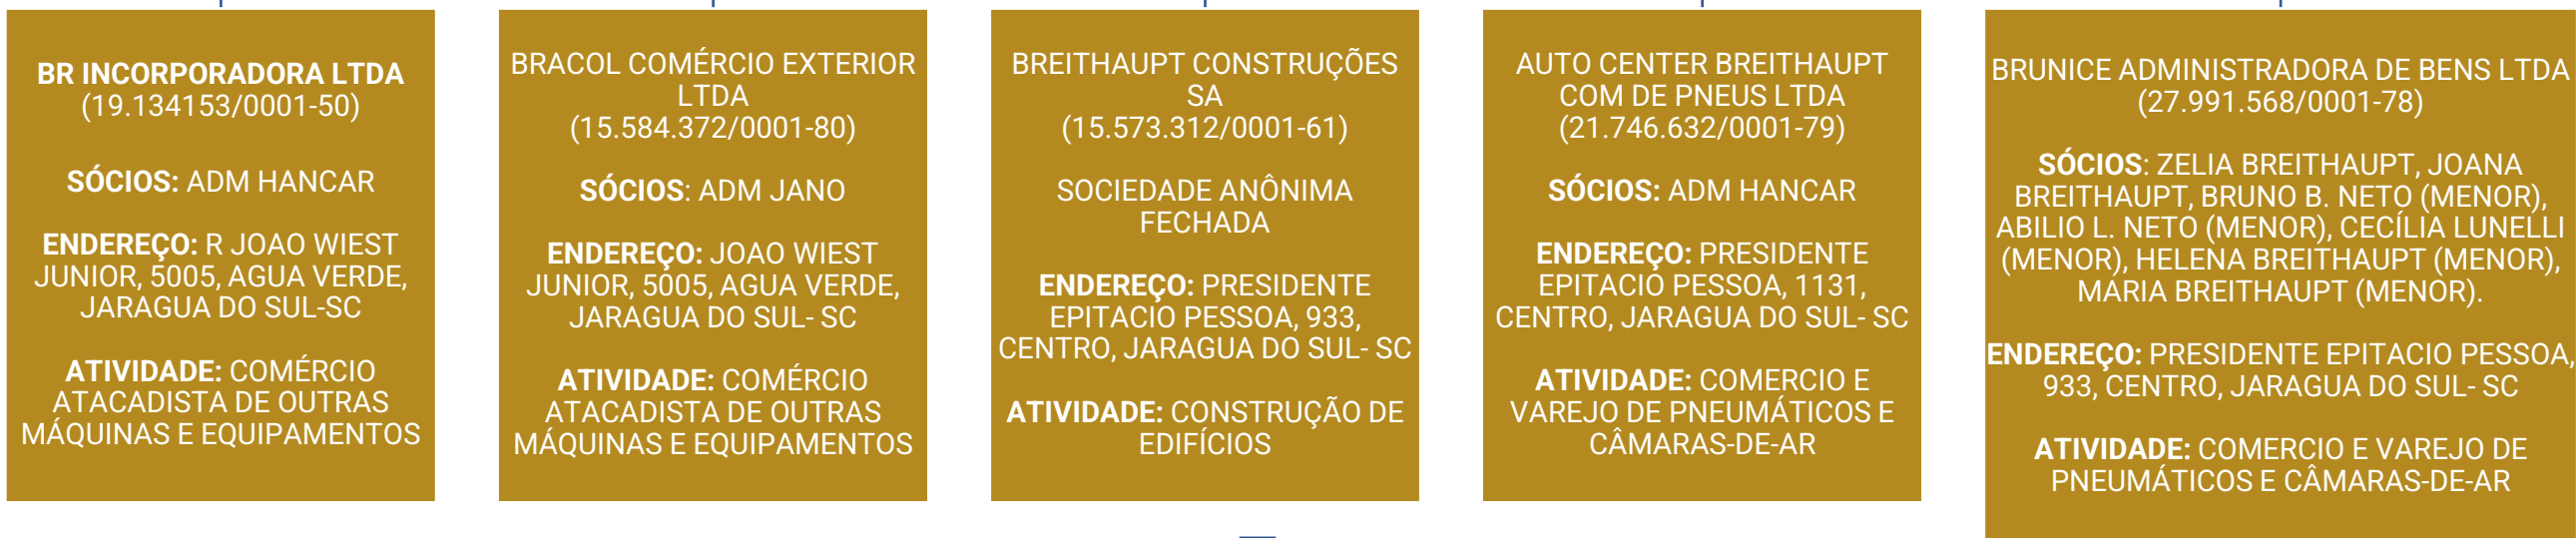 BR INCORPORADORA LTDA
(19.134153/0001-50)
SÓCIOS: ADM HANCAR
ENDEREÇO: R JOAO WIEST
JUNIOR, 5005, AGUA VERDE,
JARAGUA DO SUL-SC
ATIVIDADE: COMÉRCIO
ATACADISTA DE OUTRAS
MÁQUINAS E EQUIPAMENTOS
BRACOL COMÉRCIO EXTERIOR
LTDA
(15.584.372/0001-80)
SÓCIOS: ADM JANO
ENDEREÇO: JOAO WIEST
JUNIOR, 5005, AGUA VERDE,
JARAGUA DO SUL- SC
ATIVIDADE: COMÉRCIO
ATACADISTA DE OUTRAS
MÁQUINAS E EQUIPAMENTOS
BREITHAUPT CONSTRUÇÕES
SA
(15.573.312/0001-61)
SOCIEDADE ANÔNIMA
FECHADA
ENDEREÇO: PRESIDENTE
EPITACIO PESSOA, 933,
CENTRO, JARAGUA DO SUL- SC
ATIVIDADE: CONSTRUÇÃO DE
EDIFÍCIOS
AUTO CENTER BREITHAUPT
COM DE PNEUS LTDA
(21.746.632/0001-79)
SÓCIOS: ADM HANCAR
ENDEREÇO: PRESIDENTE
EPITACIO PESSOA, 1131,
CENTRO, JARAGUA DO SUL- SC
ATIVIDADE: COMERCIO E
VAREJO DE PNEUMÁTICOS E
CÂMARAS-DE-AR
BRUNICE ADMINISTRADORA DE BENS LTDA
(27.991.568/0001-78)
SÓCIOS: ZELIA BREITHAUPT, JOANA
BREITHAUPT, BRUNO B. NETO (MENOR),
ABILIO L. NETO (MENOR), CECÍLIA LUNELLI
(MENOR), HELENA BREITHAUPT (MENOR),
MARIA BREITHAUPT (MENOR).
ENDEREÇO: PRESIDENTE EPITACIO PESSOA,
933, CENTRO, JARAGUA DO SUL- SC
ATIVIDADE: COMERCIO E VAREJO DE
PNEUMÁTICOS E CÂMARAS-DE-AR